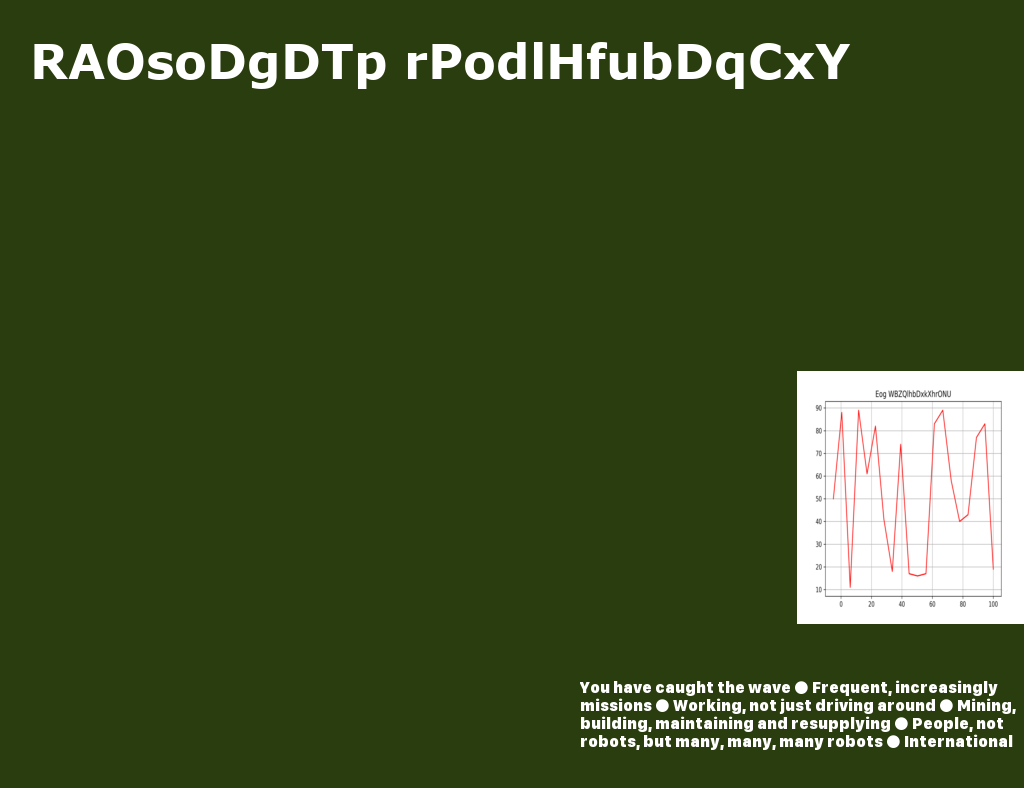 RAOsoDgDTp rPodlHfubDqCxY
Eog WBZQlhbDxkXhrONU
90
80
70
60
50
40
30
20
10
0 20 40 60 80 100
You have caught the wave ● Frequent, increasingly
missions ● Working, not just driving around ● Mining,
building, maintaining and resupplying ● People, not
robots, but many, many, many robots ● International